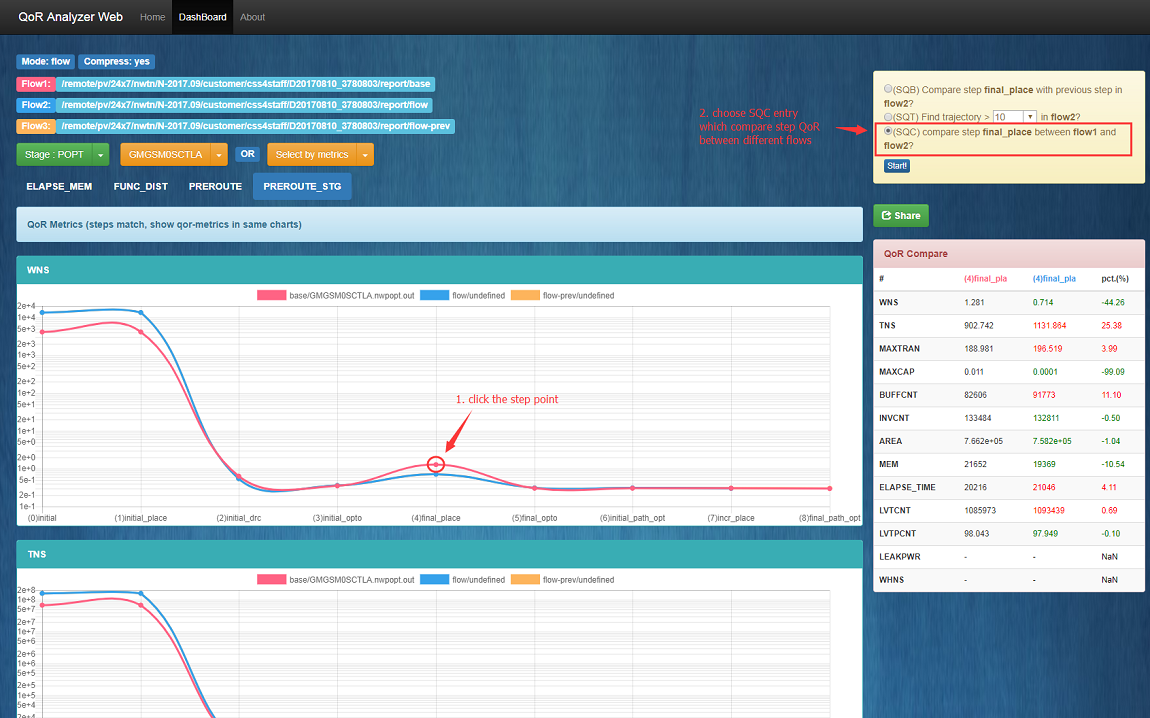 QoR Analyzer Web Home DashBoard About
Mode: flow Compress: yes
Flow1: /remote/pv/24x7/nwtn/N-2017.09/customer/css4staff/D20170810_3780803/report/base
Flow2: /remote/pv/24x7/nwtn/N-2017.09/customer/css4staff/D20170810_3780803/report/flow
Flow3: /remote/pv/24x7/nwtn/N-2017.09/customer/css4staff/D20170810_3780803/report/flow-prev
Stage : POPT GMGSM0SCTLA OR Select by metrics
ELAPSE_MEM FUNC_DIST PREROUTE PREROUTE_STG
QoR Metrics (steps match, show qor-metrics in same charts)
WNS
base/GMGSM0SCTLA.nwpopt.out flow/undefined flow-prev/undefined
2e+4
1e+4
5e+3
2e+3
1e+3
5e+2
2e+2
1e+2
5e+1
2e+1
1e+1
5e+0
2e+0
1e+0
5e-1
2e-1
1e-1
1. click the step point
(0)initial (1)initial_place (2)initial_drc (3)initial_opto (4)final_place (5)final_opto (6)initial_path_opt (7)incr_place (8)final_path_opt
TNS
base/GMGSM0SCTLA.nwpopt.out flow/undefined flow-prev/undefined
2e+8
1e+8
5e+7
2e+7
1e+7
5e+6
2e+6
1e+6
5e+5
2e+5
1e+5
5e+4
2e+4
2. choose SQC entry
which compare step QoR
between different flows
(SQB) Compare step final_place with previous step in
flow2?
(SQT) Find trajectory > 10 in flow2?
(SQC) compare step final_place between flow1 and
flow2?
Start!
Share
QoR Compare
# (4)final_pla (4)final_pla pct.(%)
WNS 1.281 0.714 -44.26
TNS 902.742 1131.864 25.38
MAXTRAN 188.981 196.519 3.99
MAXCAP 0.011 0.0001 -99.09
BUFFCNT 82606 91773 11.10
INVCNT 133484 132811 -0.50
AREA 7.662e+05 7.582e+05 -1.04
MEM 21652 19369 -10.54
ELAPSE_TIME 20216 21046 4.11
LVTCNT 1085973 1093439 0.69
LVTPCNT 98.043 97.949 -0.10
LEAKPWR - - NaN
WHNS - - NaN